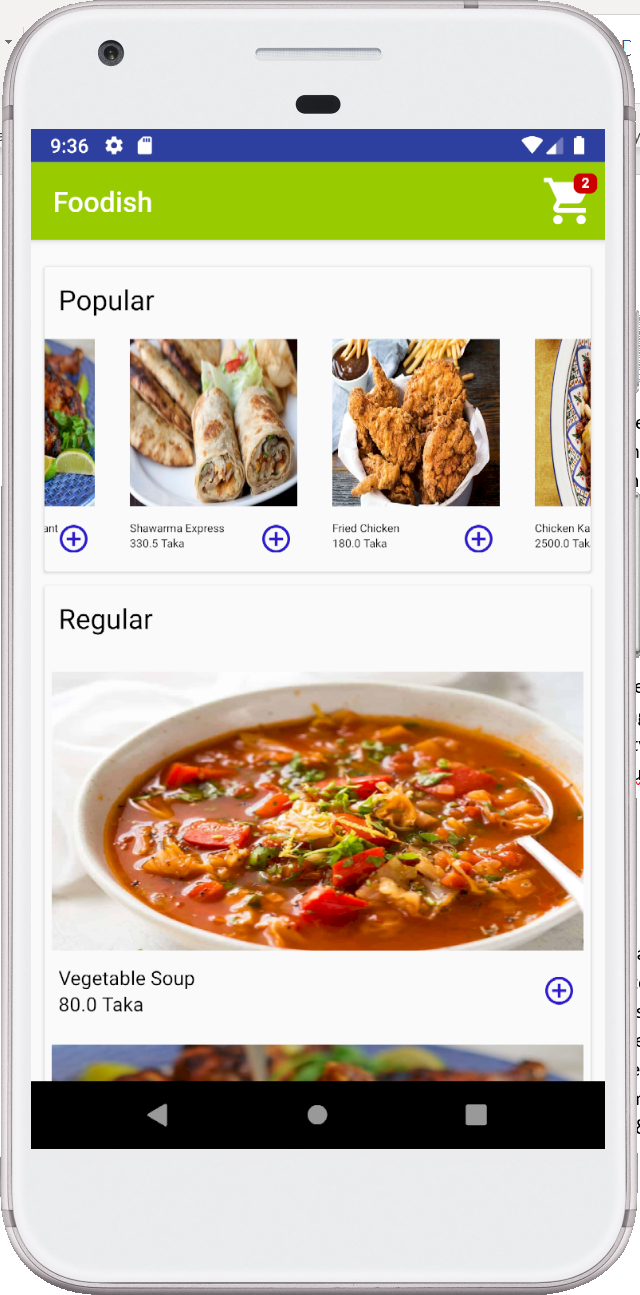 9:36
Foodish
2
Popular
ant
Shawarma Express
330.5 Taka
Fried Chicken
180.0 Taka
Chicken Ka
2500.0 Tak
Regular
Vegetable Soup
80.0 Taka